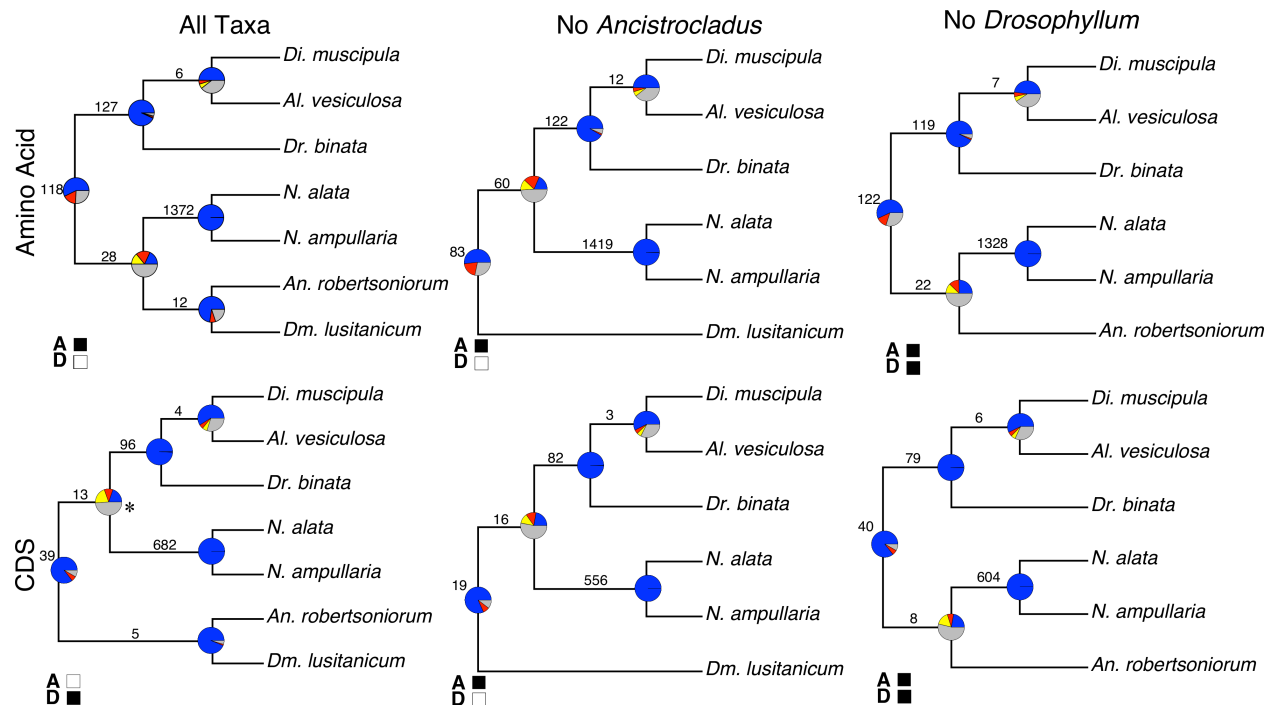 All Taxa
No Ancistrocladus
No Drosophyllum
Amino Acid
6
Di. muscipula
127
Al. vesiculosa
Dr. binata
118
N. alata
1372
N. ampullaria
28
An. robertsoniorum
12
Dm. lusitanicum
A
D
12
Di. muscipula
122
Al. vesiculosa
Dr. binata
60
N. alata
1419
N. ampullaria
83
Dm. lusitanicum
A
D
7
Di. muscipula
119
Al. vesiculosa
Dr. binata
122
N. alata
1328
N. ampullaria
22
An. robertsoniorum
A
D
CDS
4
Di. muscipula
96
Al. vesiculosa
Dr. binata
13
*
N. alata
682
N. ampullaria
39
An. robertsoniorum
5
Dm. lusitanicum
A
D
3
Di. muscipula
82
Al. vesiculosa
Dr. binata
16
N. alata
556
N. ampullaria
19
Dm. lusitanicum
A
D
6
Di. muscipula
79
Al. vesiculosa
Dr. binata
40
N. alata
604
N. ampullaria
8
An. robertsoniorum
A
D